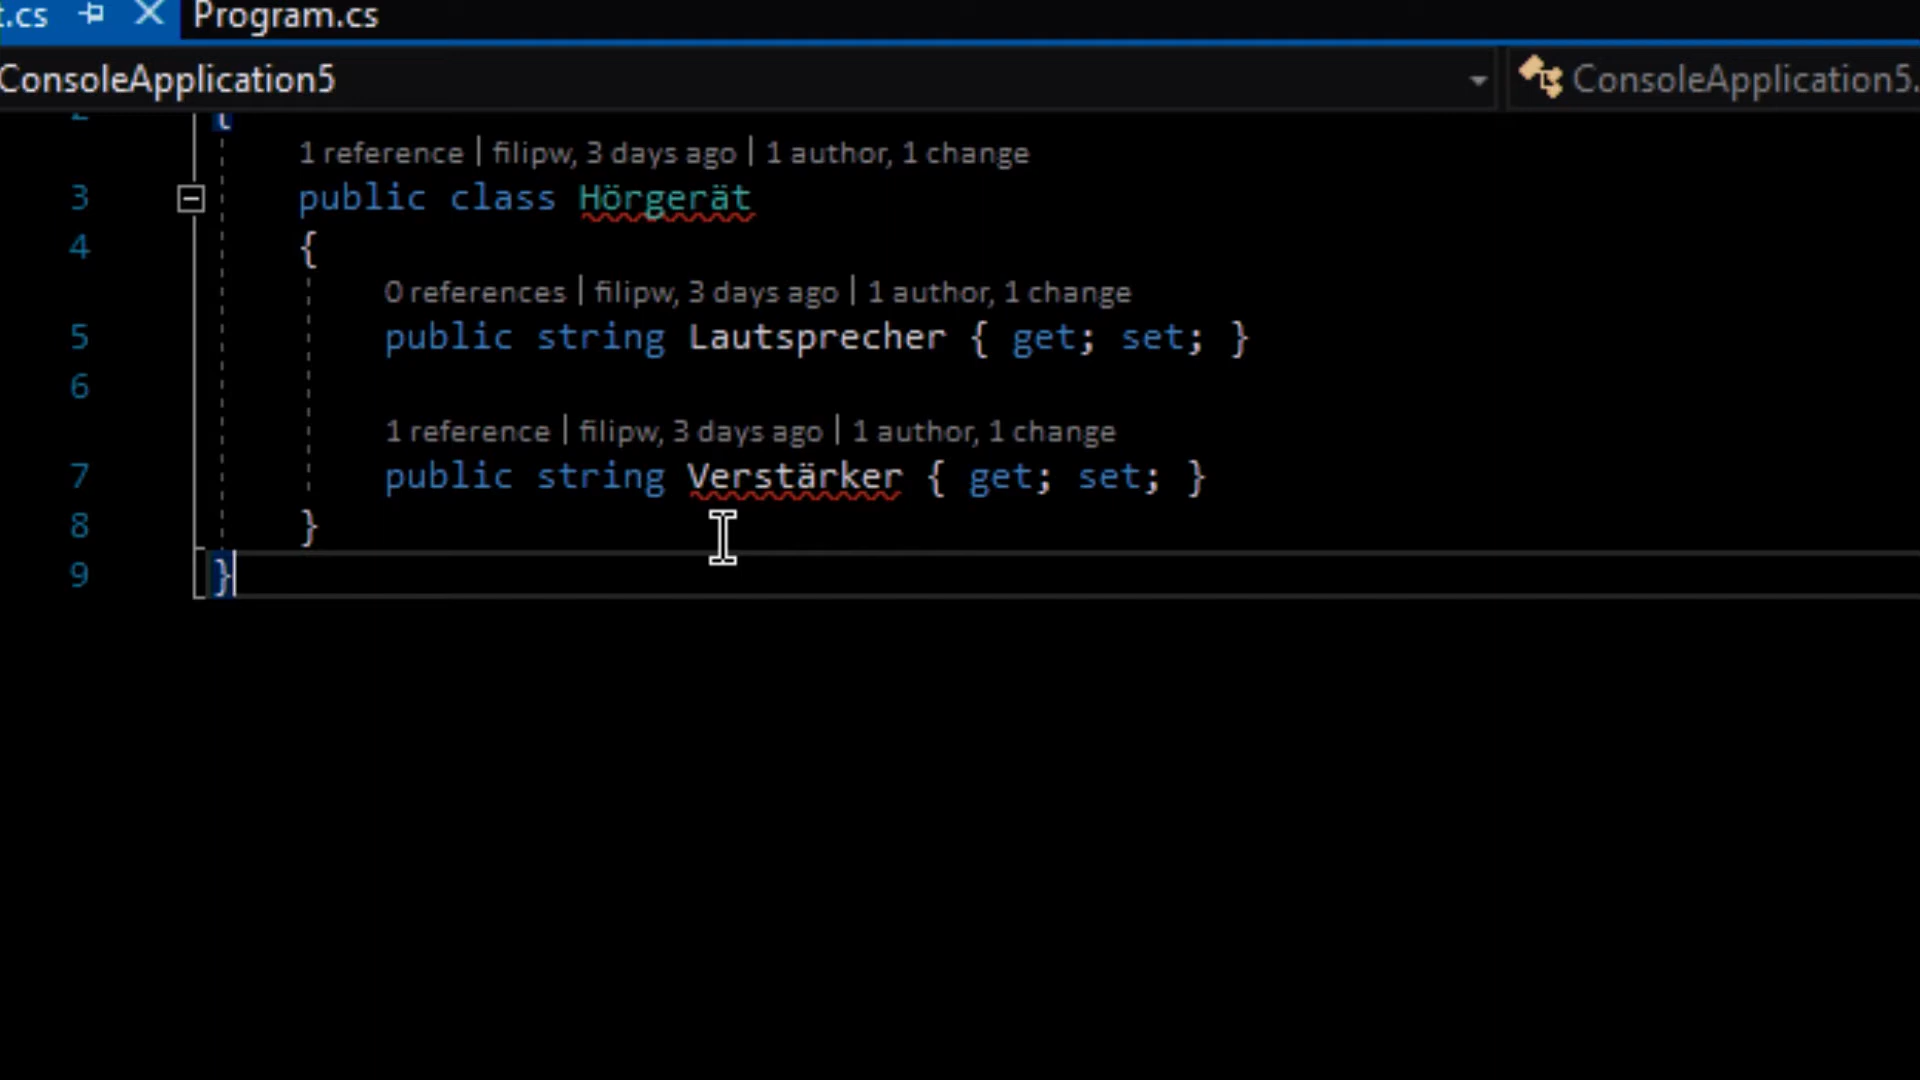 t.cs Program.cs
ConsoleApplication5 ConsoleApplication5.
2 {
1 reference | filipw, 3 days ago | 1 author, 1 change
3 public class Hörgerät
4 {
0 references | filipw, 3 days ago | 1 author, 1 change
5 public string Lautsprecher { get; set; }
6
1 reference | filipw, 3 days ago | 1 author, 1 change
7 public string Verstärker { get; set; }
8 }
9 }